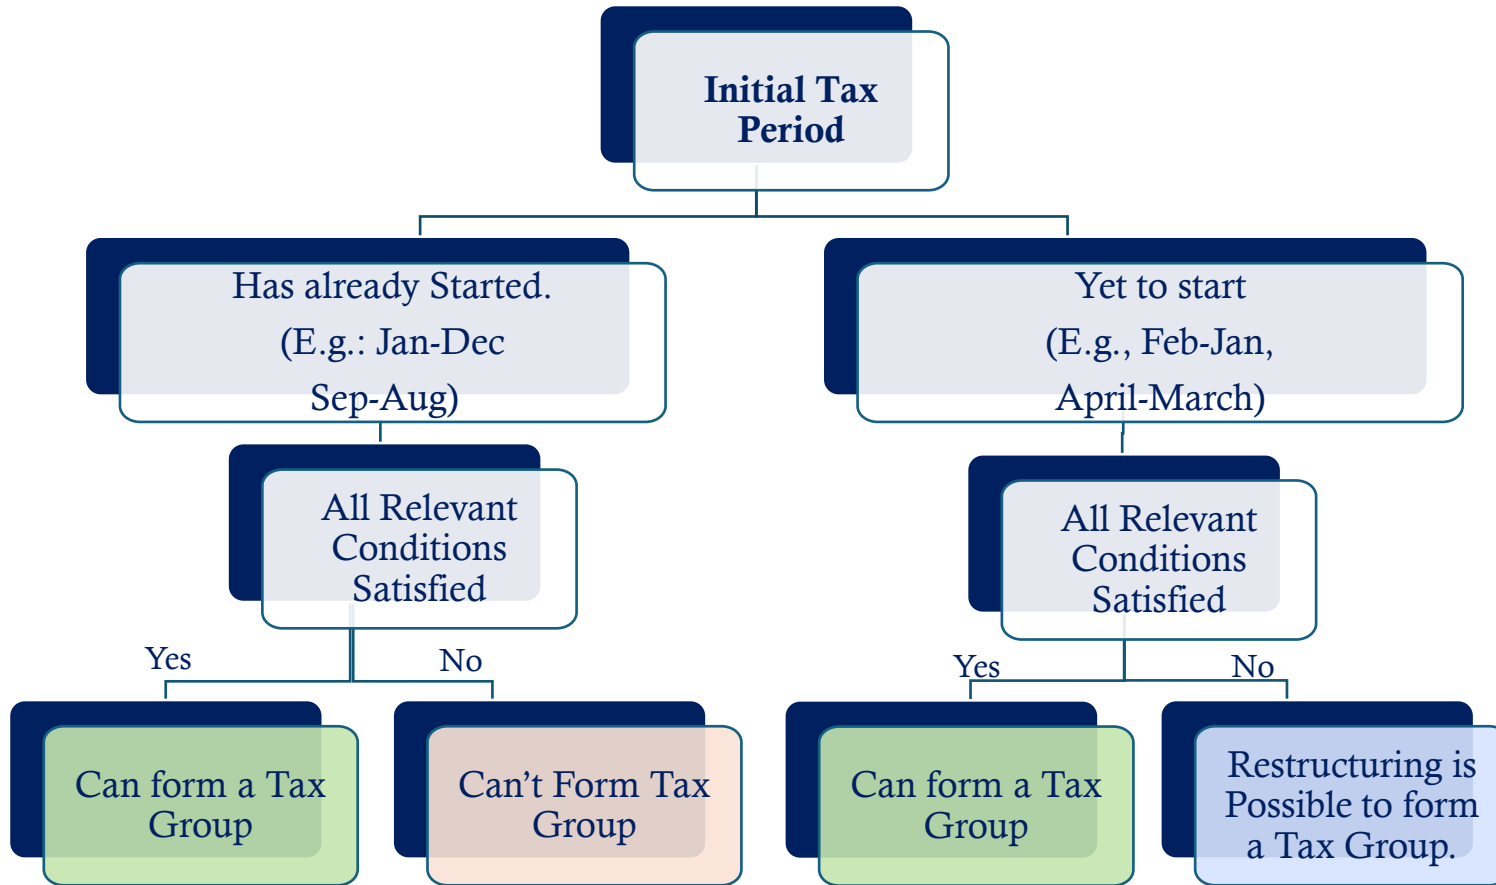 Initial Tax
Period
Has already Started.
(E.g.: Jan-Dec
Sep-Aug)
Yet to start
(E.g., Feb-Jan,
April-March)
All Relevant
Conditions
Satisfied
All Relevant
Conditions
Satisfied
Yes
No
Yes
No
Can form a Tax
Group
Can’t Form Tax
Group
Can form a Tax
Group
Restructuring is
Possible to form
a Tax Group.